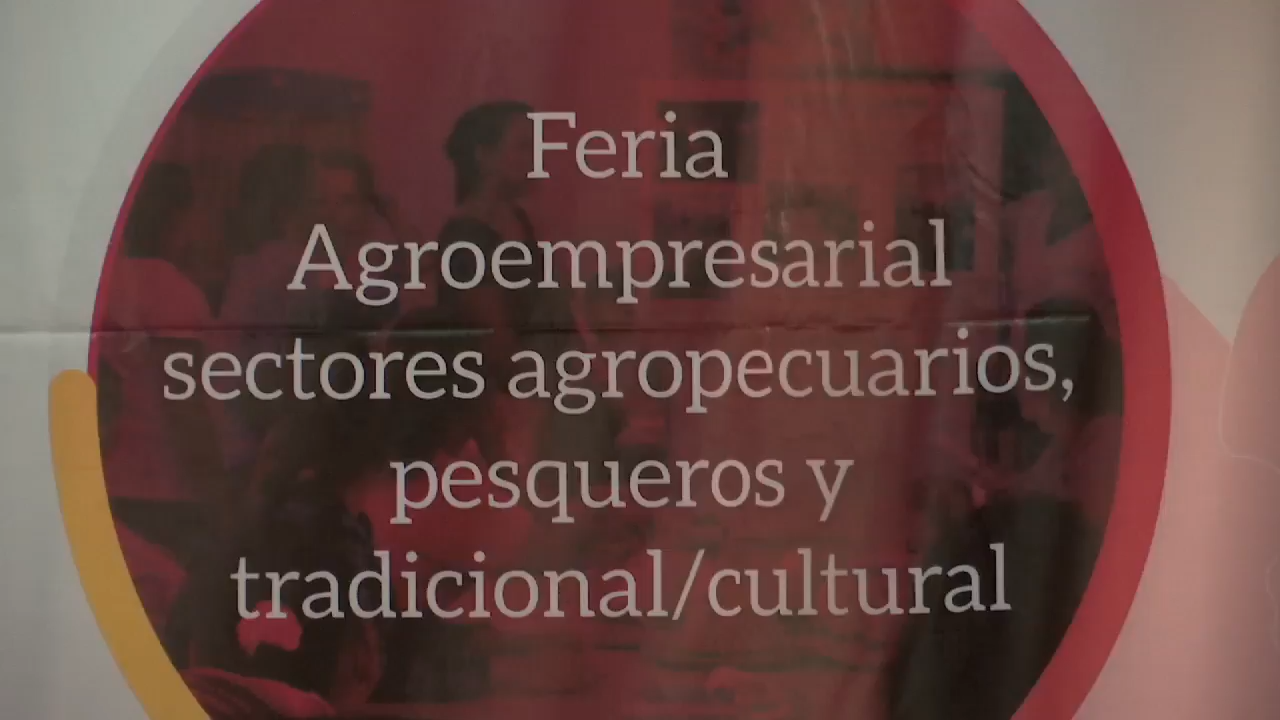 Feria
Agroempresarial
sectores agropecuarios,
pesqueros y
tradicional/cultural